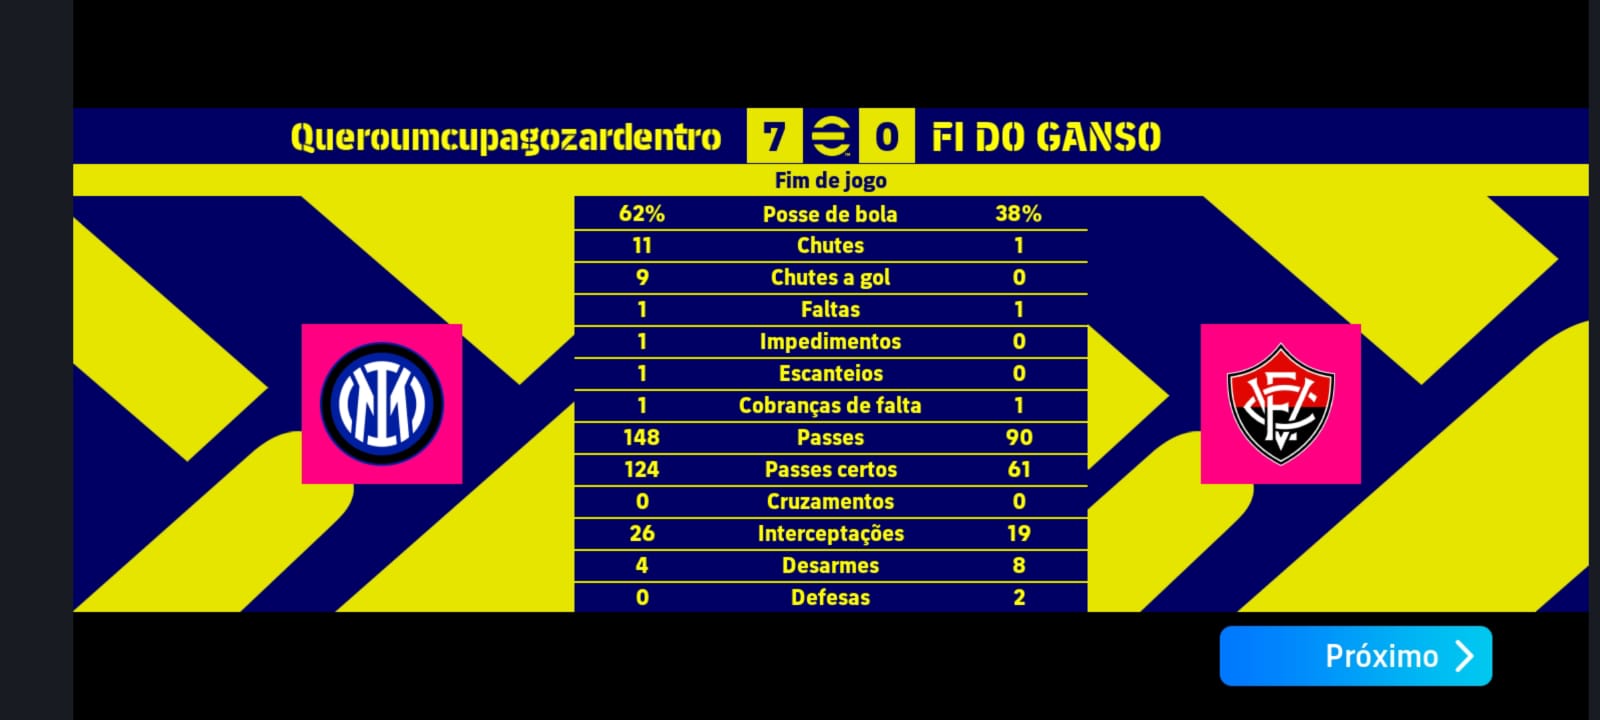 Queroumcupagozardentro 7 0 FI DO GANSO
Fim de jogo
62% Posse de bola 38%
11 Chutes 1
9 Chutes a gol 0
1 Faltas 1
1 Impedimentos 0
1 Escanteios 0
1 Cobranças de falta 1
148 Passes 90
124 Passes certos 61
0 Cruzamentos 0
26 Interceptações 19
4 Desarmes 8
0 Defesas 2
Próximo